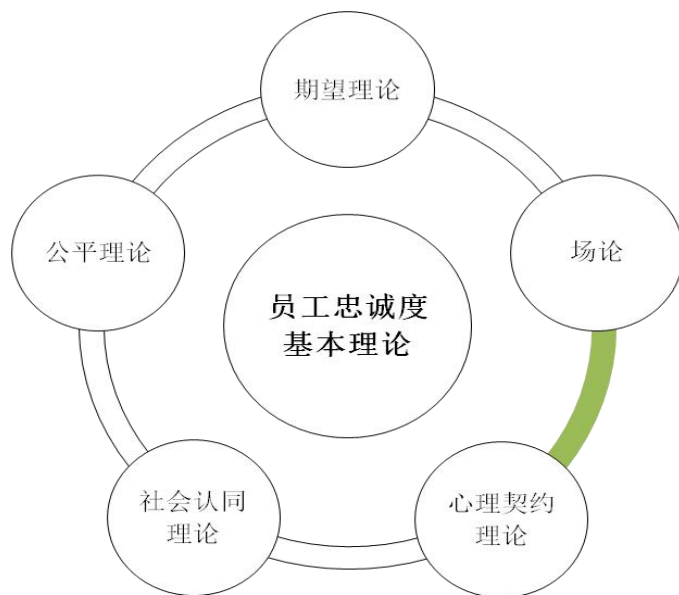 期望理论
公平理论
场论
员工忠诚度
基本理论
社会认同
理论
心理契约
理论